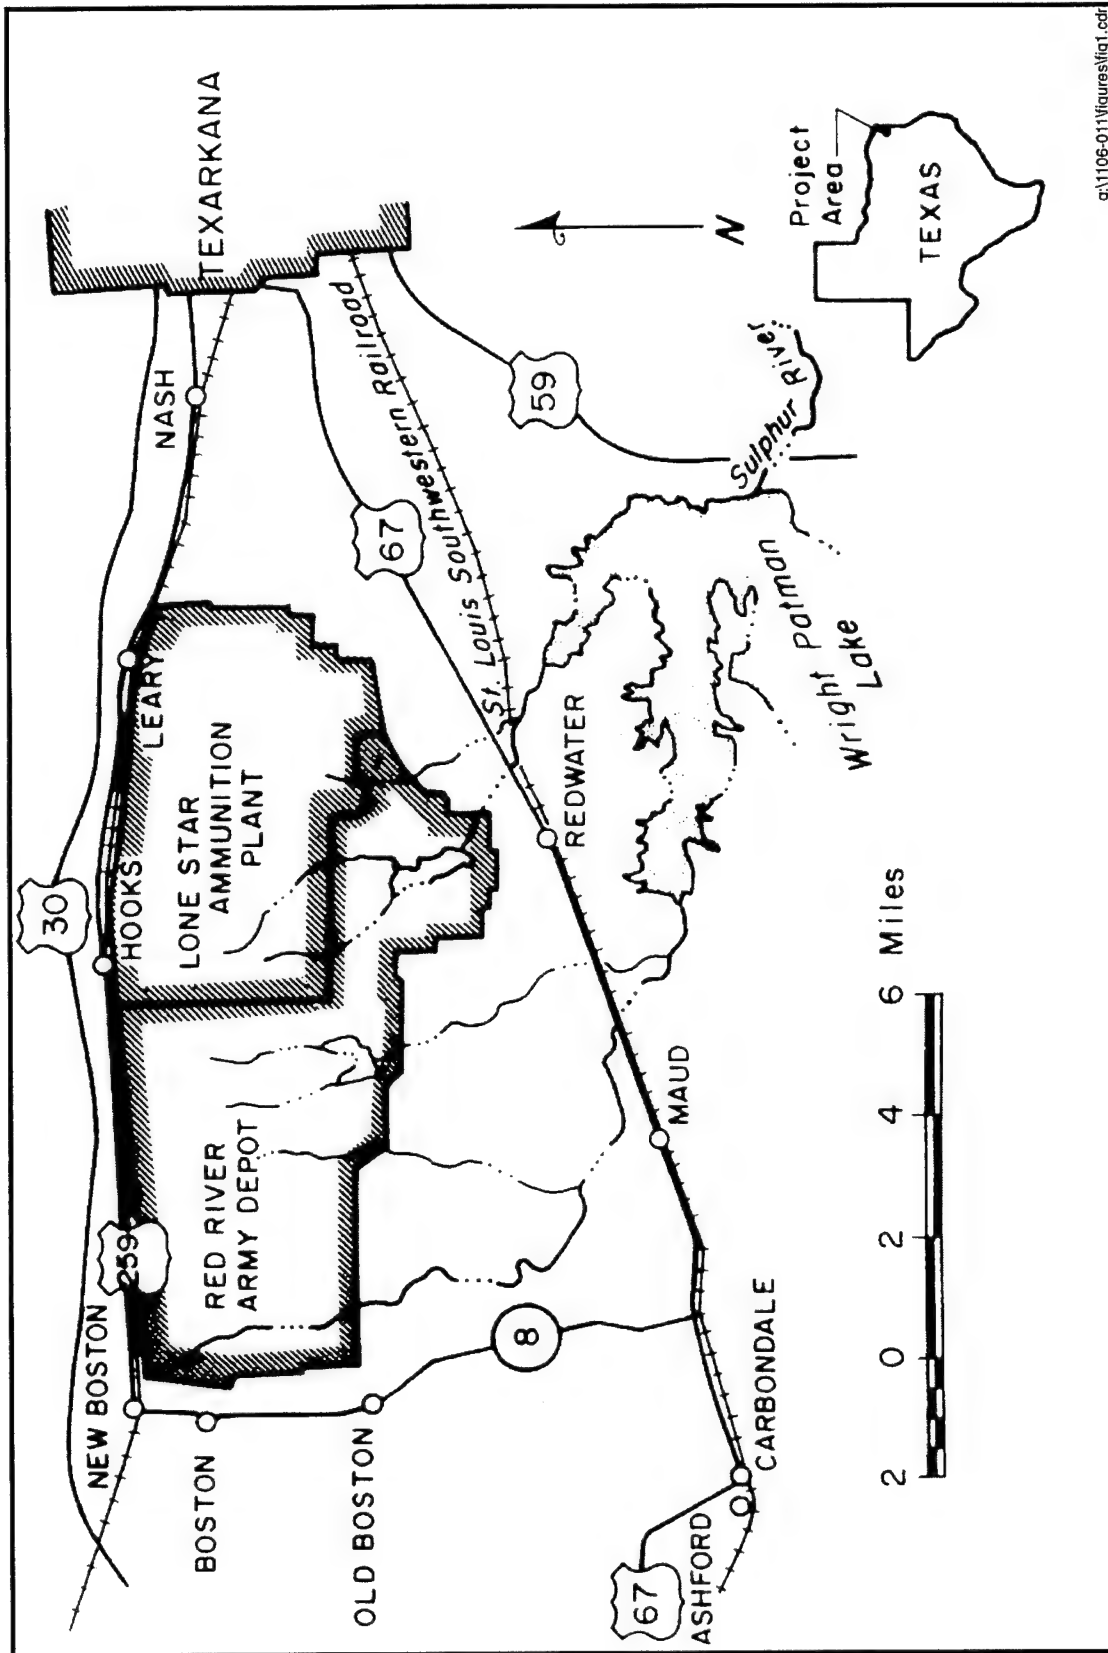 30
HOOKS
LEARY
NASH
TEXARKANA
NEW BOSTON
259
BOSTON
OLD BOSTON
RED RIVER
ARMY DEPOT
LONE STAR
AMMUNITION
PLANT
67
St. Louis Southwestern Railroad
59
8
REDWATER
MAUD
CARBONDALE
ASHFORD
67
Wright Patman
Lake
Sulphur River
N
Project
Area
TEXAS
2 0 2 4 6 Miles
q:\1106-011\figures\fig1.cdr